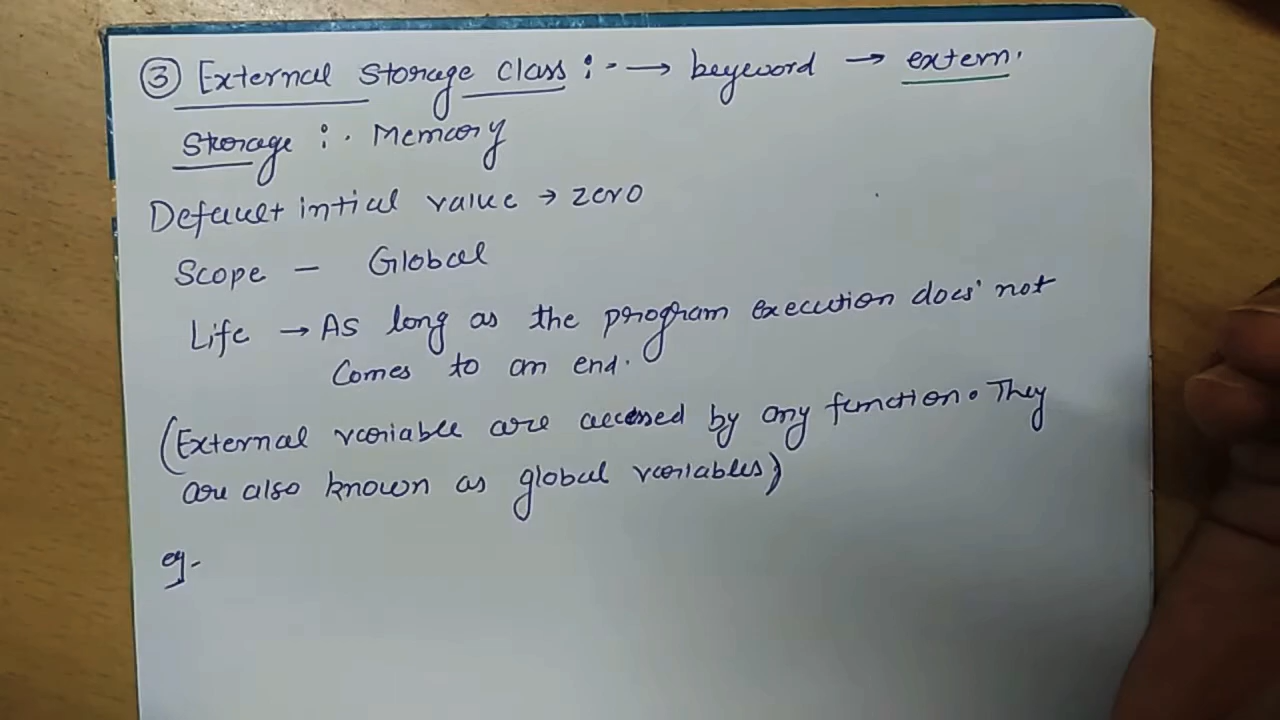 ③ External Storage Class :- → keyword → extern.
Storage :- Memory
Default intial value → zero
Scope - Global
Life → As long as the program execution does not
Comes to an end.
(External variable are accessed by any function. They
are also known as global variables)
eg-